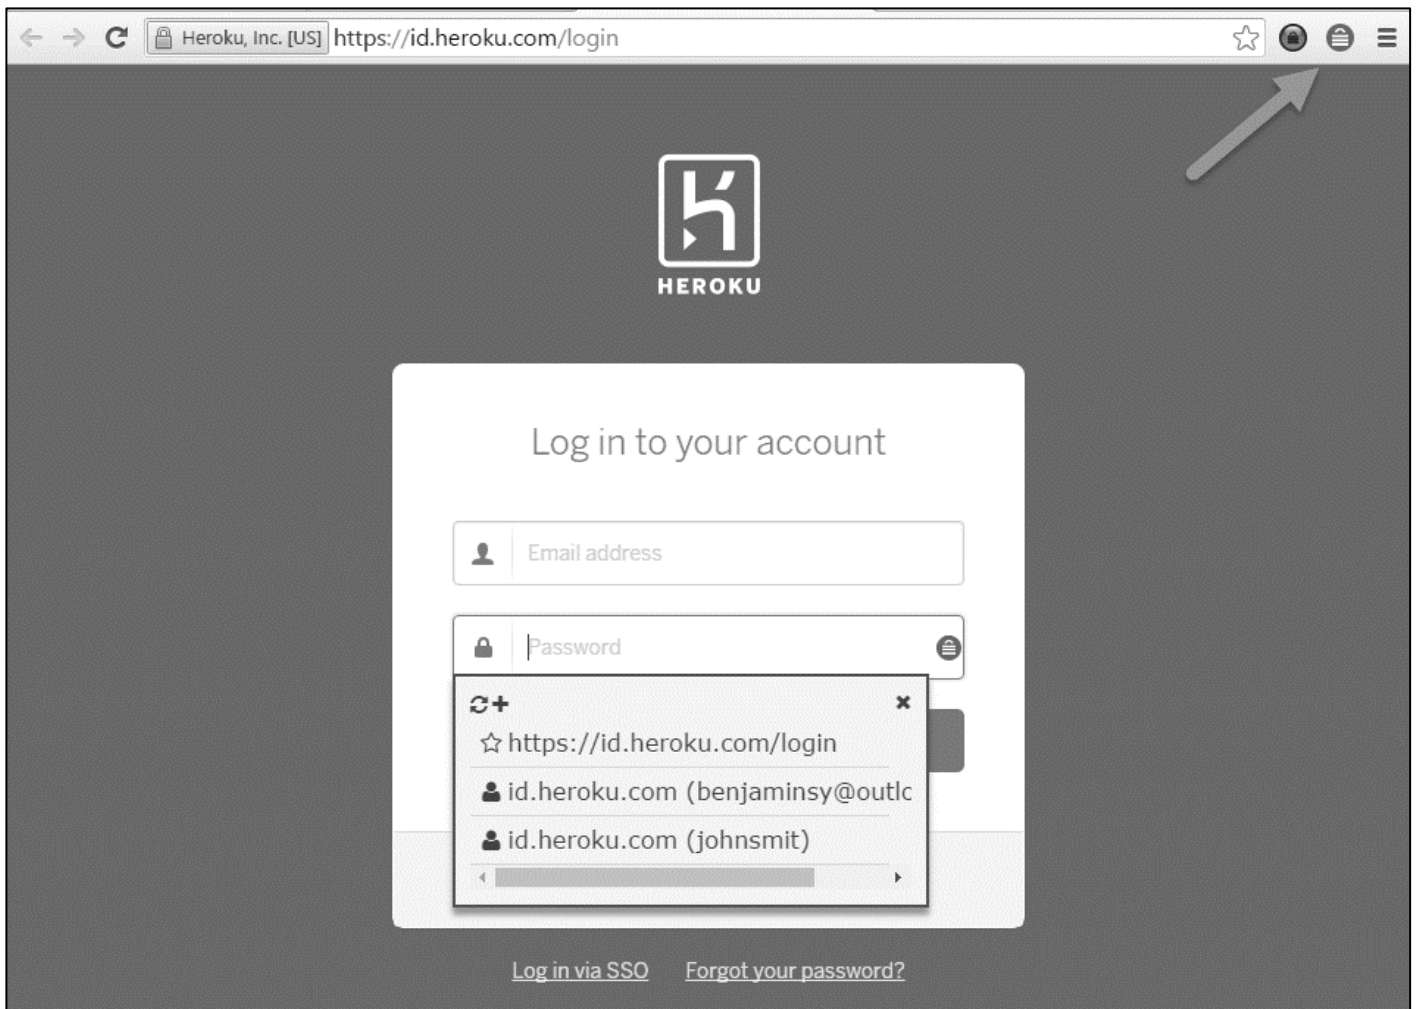 Heroku, Inc. [US] https://id.heroku.com/login
HEROKU
Log in to your account
Email address
Password
https://id.heroku.com/login
id.heroku.com (benjaminsy@outlc
id.heroku.com (johnsmit)
Log in via SSO Forgot your password?